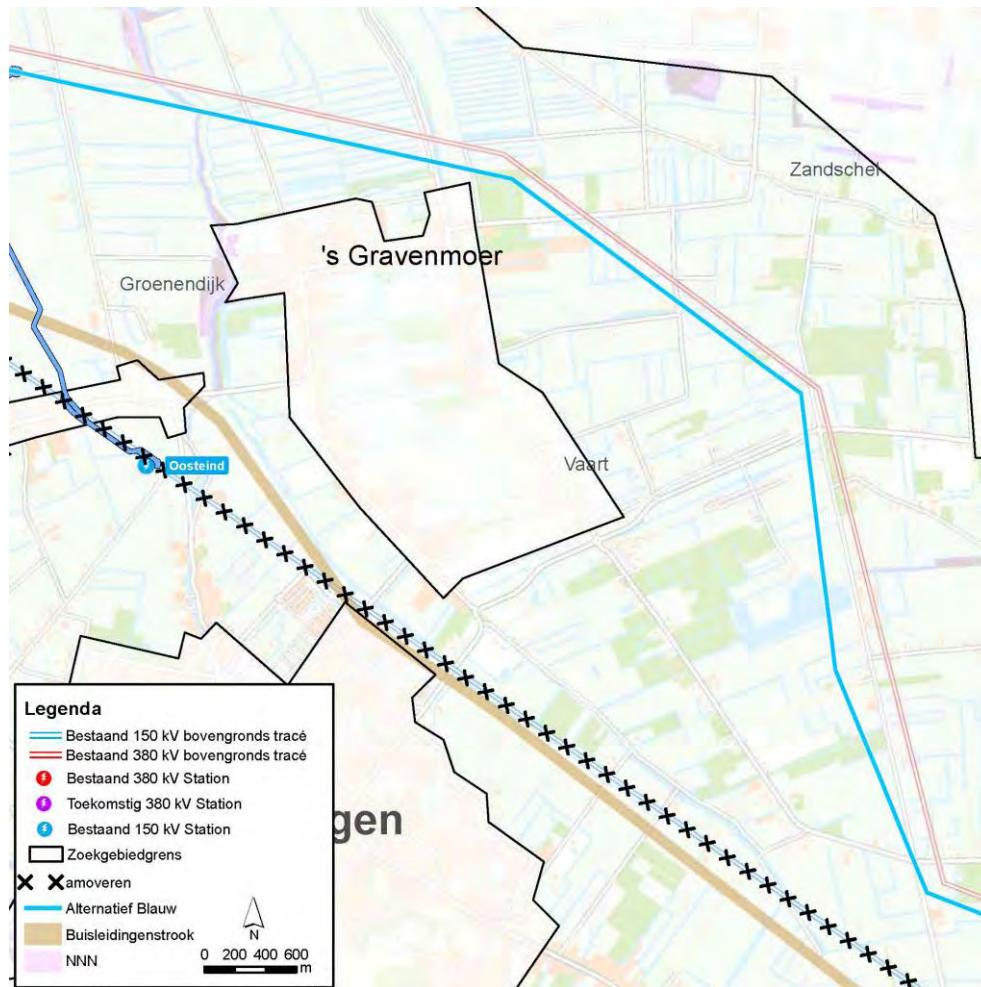 Zandschel
's Gravenmoer
Groenendijk
Vaart
Oosteind
gen
Legenda
Bestaand 150 kV bovengronds tracé
Bestaand 380 kV bovengronds tracé
Bestaand 380 kV Station
Toekomstig 380 kV Station
Bestaand 150 kV Station
Zoekgebiedgrens
amoveren
Alternatief Blauw
Buisleidingenstrook
NNN
N
0 200 400 600
m